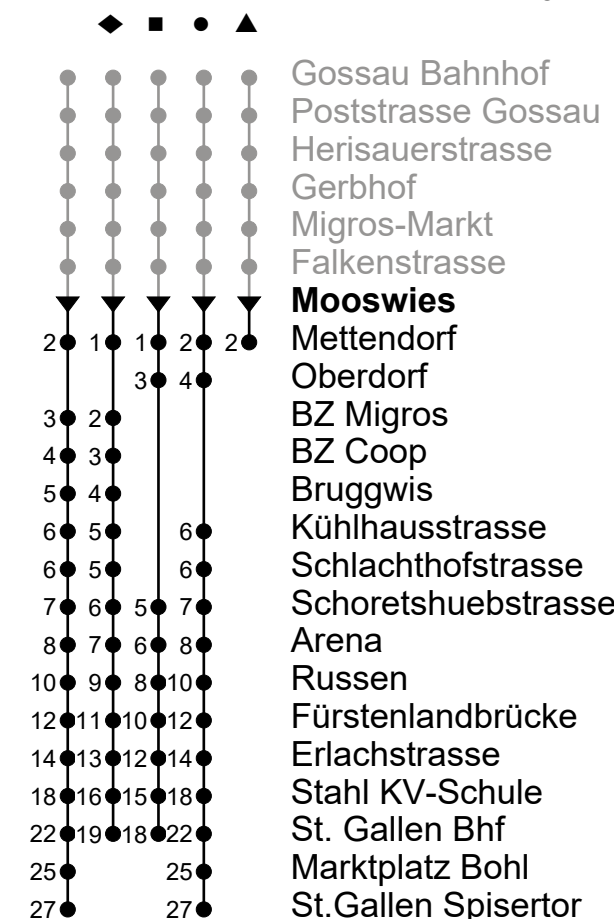 Gossau Bahnhof
Poststrasse Gossau
Herisauerstrasse
Gerbhof
Migros-Markt
Falkenstrasse
Mooswies
2 1 1 2 2 Mettendorf
3 4 Oberdorf
3 2 BZ Migros
4 3 BZ Coop
5 4 Bruggwis
6 5 6 Kühlhausstrasse
6 5 6 Schlachthofstrasse
7 6 5 7 Schoretshuebstrasse
8 7 6 8 Arena
10 9 8 10 Russen
12 11 10 12 Fürstenlandbrücke
14 13 12 14 Erlachstrasse
18 16 15 18 Stahl KV-Schule
22 19 18 22 St. Gallen Bhf
25 25 Marktplatz Bohl
27 27 St.Gallen Spisertor